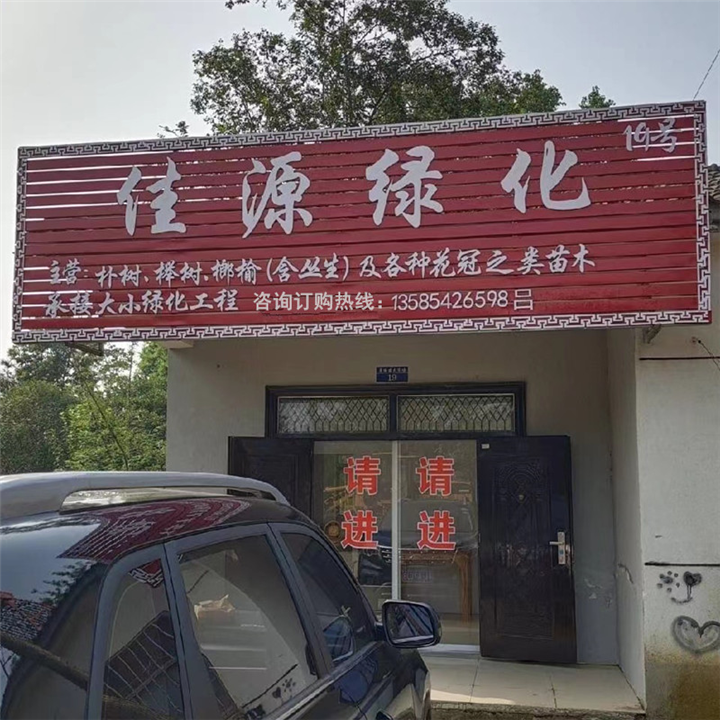 佳源绿化
19号
主营：朴树、榉树、榔榆(含丛生)及各种花冠之类苗木
承接大小绿化工程 咨询订购热线：13585426598吕
19
请 请
进 进